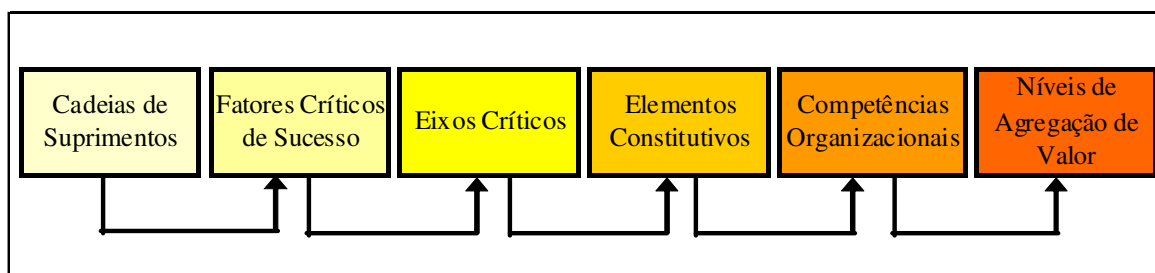 Cadeias de
Suprimentos
Fatores Críticos
de Sucesso
Eixos Críticos
Elementos
Constitutivos
Competências
Organizacionais
Níveis de
Agregação de
Valor